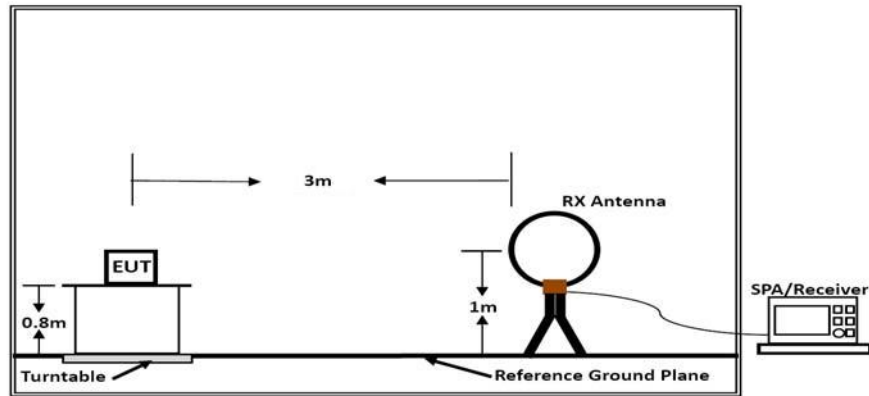 3m
RX Antenna
EUT
SPA/Receiver
0.8m
1m
Turntable
Reference Ground Plane